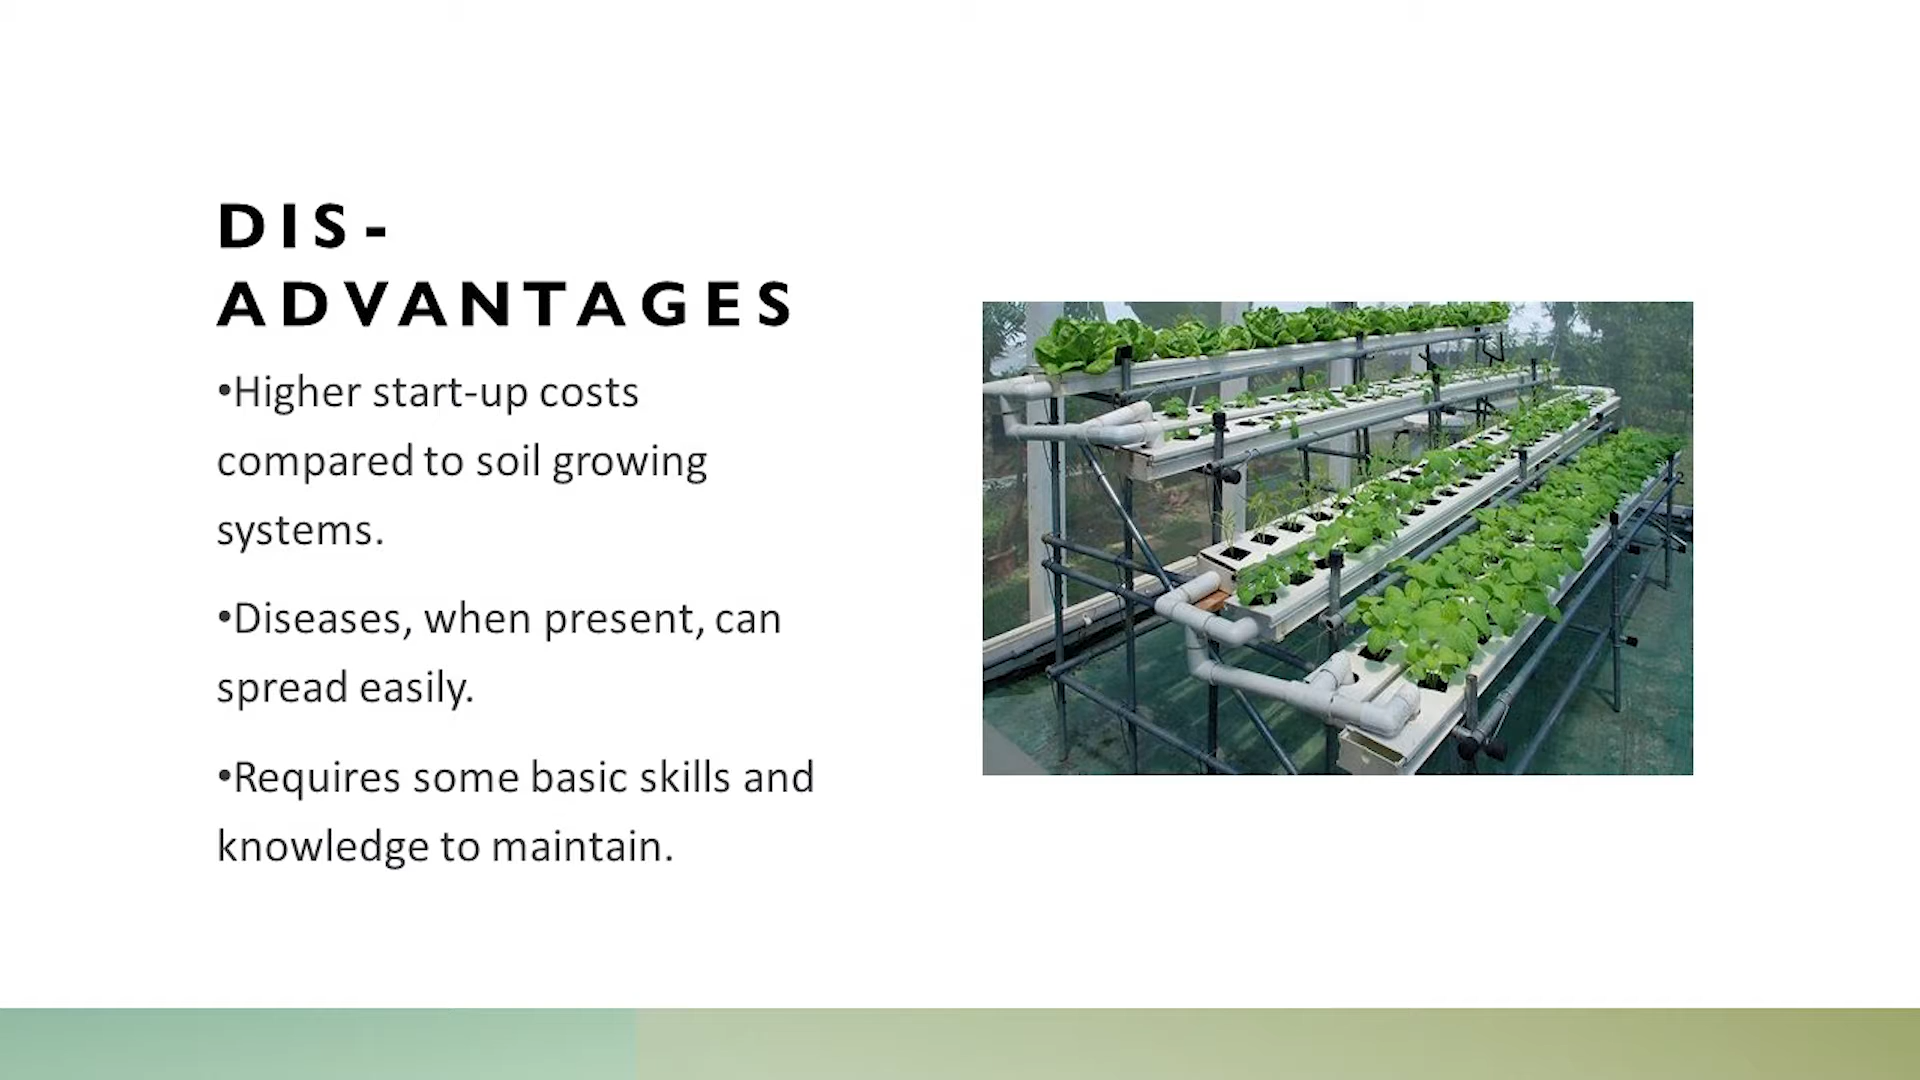 DIS-
ADVANTAGES
•Higher start-up costs
compared to soil growing
systems.
•Diseases, when present, can
spread easily.
•Requires some basic skills and
knowledge to maintain.